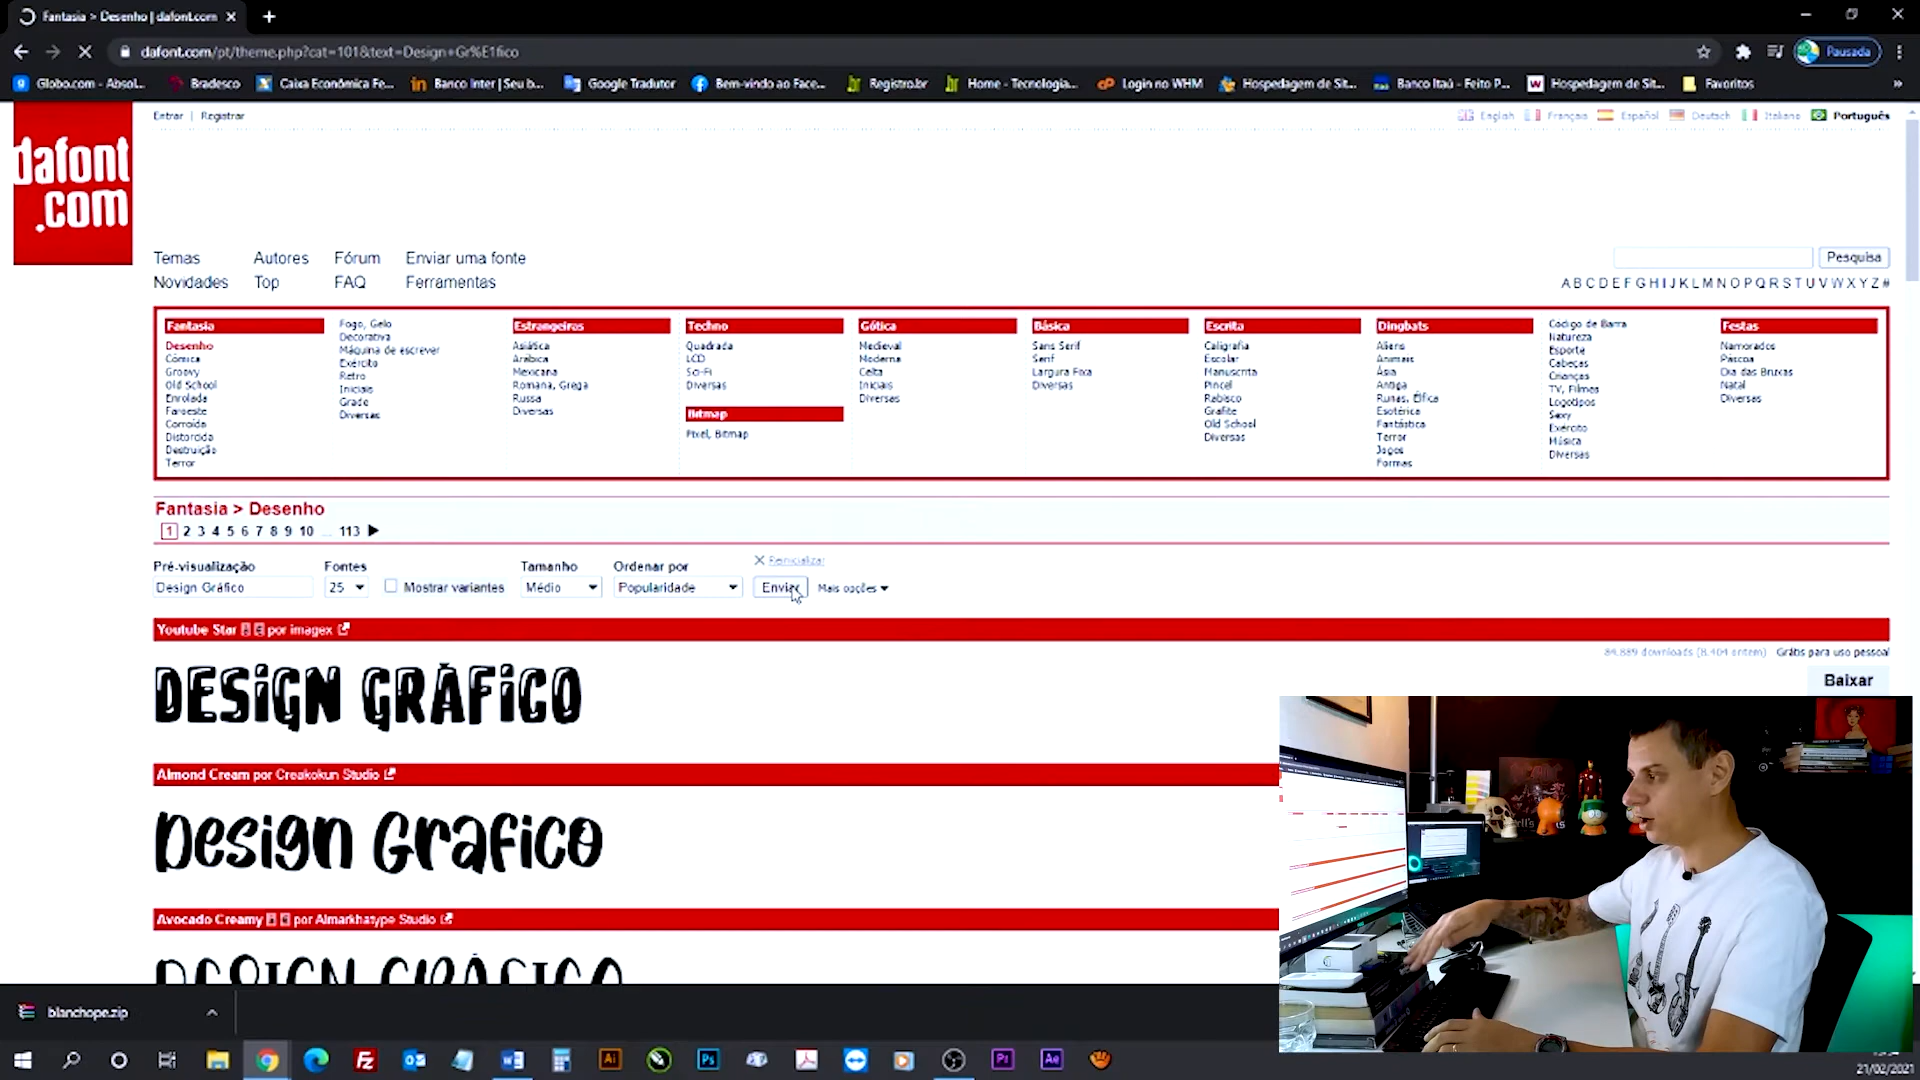 Fantasia > Desenho | dafont.com
dafont.com/pt/theme.php?cat=101&text=Design+Gr%E1fico
Pausada
Globo.com - Absol...
Bradesco
Caixa Econômica Fe...
Banco Inter | Seu b...
Google Tradutor
Bem-vindo ao Face...
Registro.br
Home - Tecnologia...
Login no WHM
Hospedagem de Sit...
Banco Itaú - Feito P...
Hospedagem de Sit...
Favoritos
dafont
.com
Entrar | Registrar
English Français Español Deutsch Italiano Português
Temas Autores Fórum Enviar uma fonte
Novidades Top FAQ Ferramentas
Pesquisa
A B C D E F G H I J K L M N O P Q R S T U V W X Y Z #
Fantasia
Desenho
Cômica
Groovy
Old School
Enrolada
Faroeste
Corroída
Distorcida
Destruição
Terror
Fogo, Gelo
Decorativa
Máquina de escrever
Exército
Retro
Iniciais
Grade
Diversas
Estrangeiras
Asiática
Arábica
Mexicana
Romana, Grega
Russa
Diversas
Techno
Quadrada
LCD
Sci-Fi
Diversas
Bitmap
Pixel, Bitmap
Gótica
Medieval
Moderna
Celta
Iniciais
Diversas
Básica
Sans Serif
Serif
Largura Fixa
Diversas
Escrita
Caligrafia
Escolar
Manuscrita
Pincel
Rabisco
Grafite
Old School
Diversas
Dingbats
Aliens
Animais
Ásia
Antiga
Runas, Élfica
Esotérica
Fantástica
Terror
Jogos
Formas
Codigo de Barra
Natureza
Esporte
Cabeças
Crianças
TV, Filmes
Logotipos
Sexy
Exército
Música
Diversas
Festas
Namorados
Páscoa
Dia das Bruxas
Natal
Diversas
Fantasia > Desenho
1 2 3 4 5 6 7 8 9 10 ... 113
Reinicializar
Pré-visualização Fontes Tamanho Ordenar por
Design Gráfico 25 Mostrar variantes Médio Popularidade Enviar Mais opções
Youtube Star por imagex
84.889 downloads (8.404 ontem) Grátis para uso pessoal
Baixar
DESiGN GRÁFiCO
Almond Cream por Creakokun Studio
Design Grafico
Avocado Creamy por Almarkhatype Studio
DESIGN GRÁFICO
blanchope.zip
21/02/2021